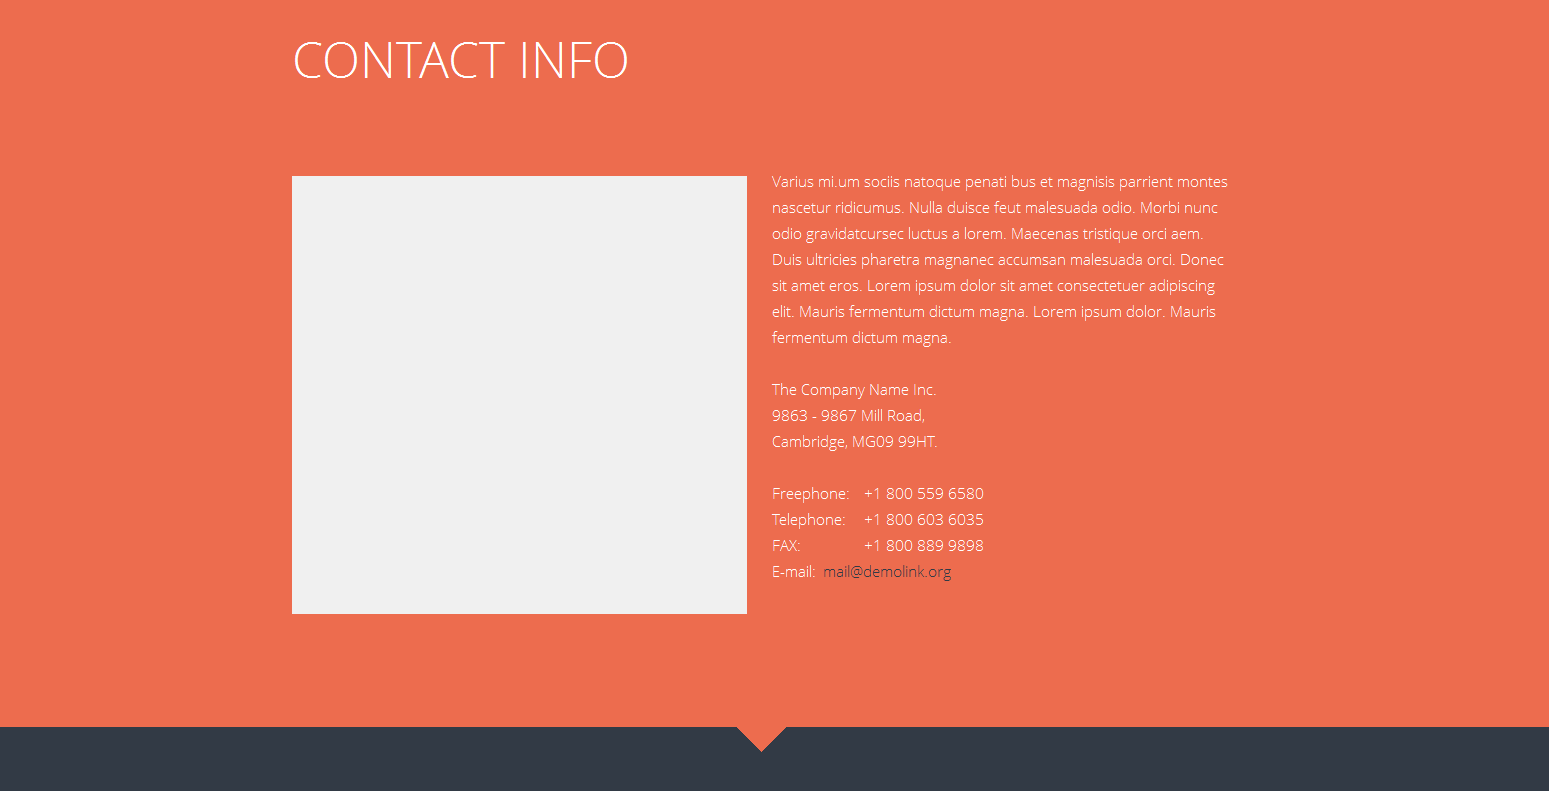 CONTACT INFO
Varius mi.um sociis natoque penati bus et magnisis parrient montes
nascetur ridicumus. Nulla duisce feut malesuada odio. Morbi nunc
odio gravidatcursec luctus a lorem. Maecenas tristique orci aem.
Duis ultricies pharetra magnanec accumsan malesuada orci. Donec
sit amet eros. Lorem ipsum dolor sit amet consectetuer adipiscing
elit. Mauris fermentum dictum magna. Lorem ipsum dolor. Mauris
fermentum dictum magna.
The Company Name Inc.
9863 - 9867 Mill Road,
Cambridge, MG09 99HT.
Freephone: +1 800 559 6580
Telephone: +1 800 603 6035
FAX: +1 800 889 9898
E-mail: mail@demolink.org